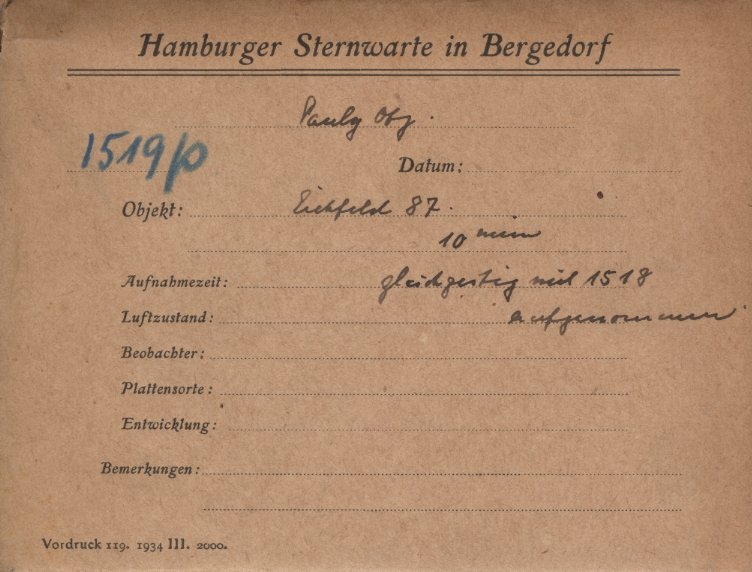 Hamburger Sternwarte in Bergedorf
Pauly Obj.
1519p
Datum:
Objekt: Eichfeld 87.
10 min
Aufnahmezeit: gleichzeitig mit 1518
Luftzustand: aufgenommen
Beobachter:
Plattensorte:
Entwicklung:
Bemerkungen:
Vordruck 119. 1934 III. 2000.